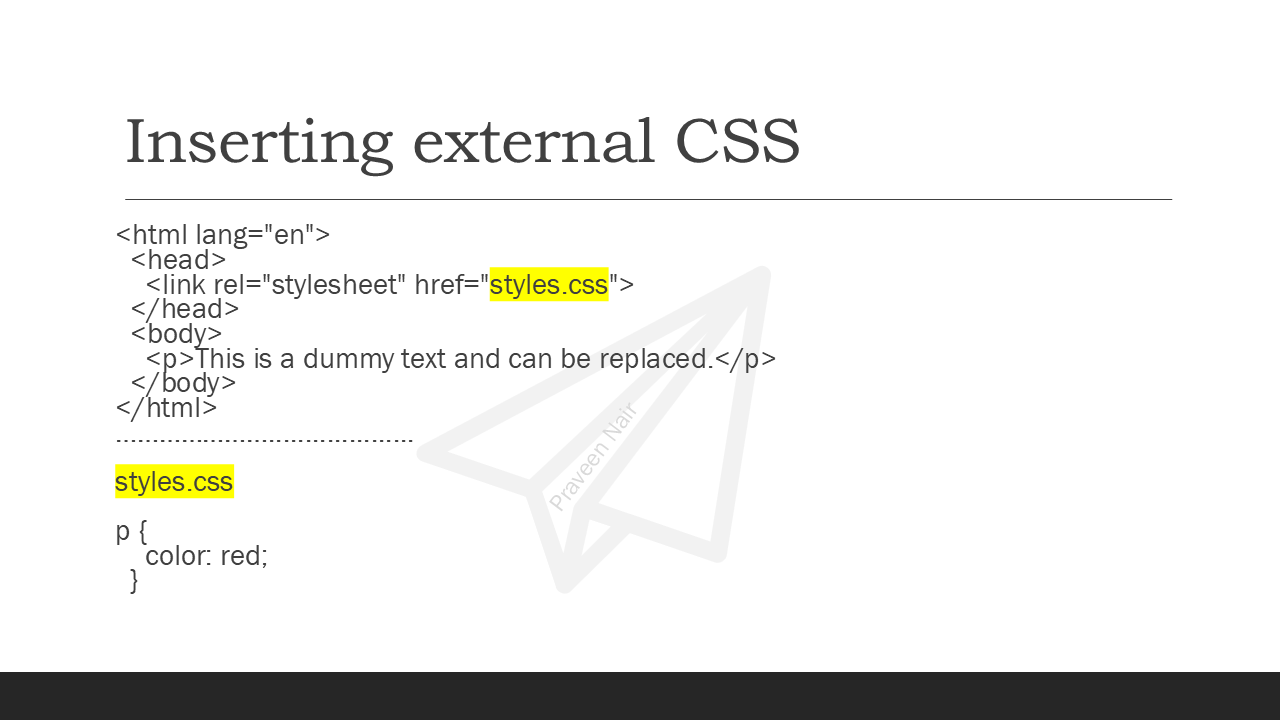 Inserting external CSS
<html lang="en">
<head>
<link rel="stylesheet" href="styles.css">
</head>
<body>
<p>This is a dummy text and can be replaced.</p>
</body>
</html>
.........................................
styles.css
p {
color: red;
}
Praveen Nair